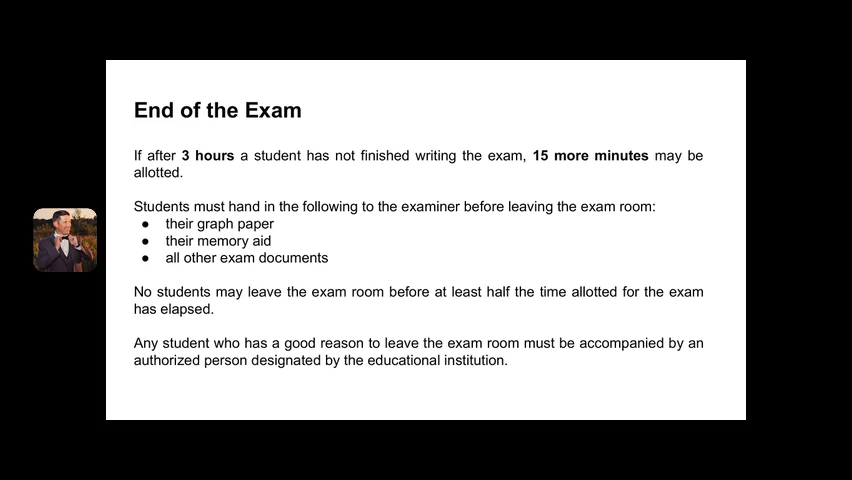 End of the Exam
If after 3 hours a student has not finished writing the exam, 15 more minutes may be
allotted.
Students must hand in the following to the examiner before leaving the exam room:
● their graph paper
● their memory aid
● all other exam documents
No students may leave the exam room before at least half the time allotted for the exam
has elapsed.
Any student who has a good reason to leave the exam room must be accompanied by an
authorized person designated by the educational institution.